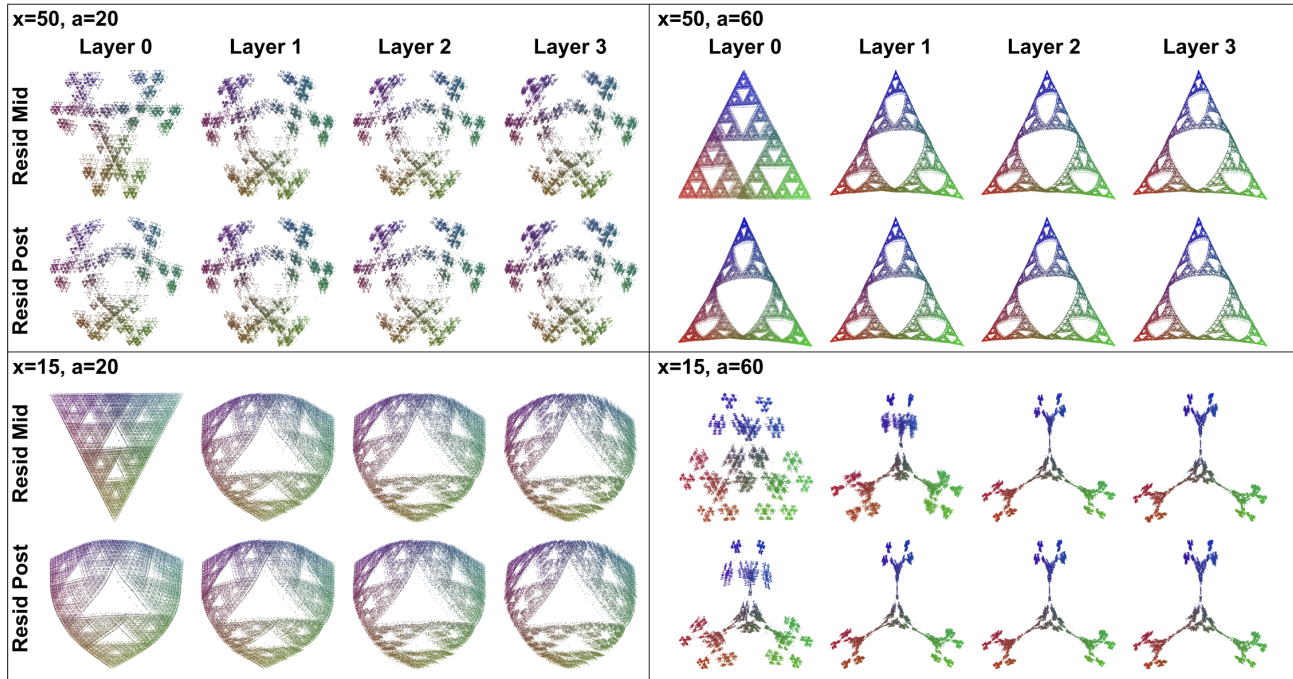 x=50, a=20
Layer 0 Layer 1 Layer 2 Layer 3
Resid Mid
Resid Post
x=50, a=60
Layer 0 Layer 1 Layer 2 Layer 3
x=15, a=20
Resid Mid
Resid Post
x=15, a=60